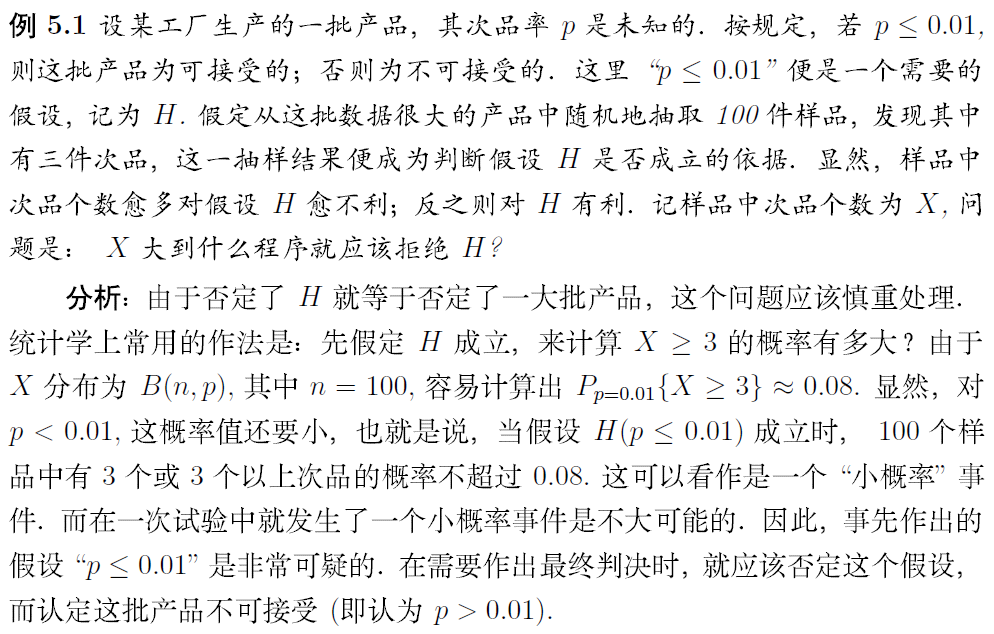 例 5.1 设某工厂生产的一批产品，其次品率 p 是未知的. 按规定，若 p ≤ 0.01,
则这批产品为可接受的；否则为不可接受的. 这里 “p ≤ 0.01” 便是一个需要的
假设，记为 H. 假定从这批数据很大的产品中随机地抽取 100 件样品，发现其中
有三件次品，这一抽样结果便成为判断假设 H 是否成立的依据. 显然，样品中
次品个数愈多对假设 H 愈不利；反之则对 H 有利. 记样品中次品个数为 X, 问
题是： X 大到什么程序就应该拒绝 H?
分析：由于否定了 H 就等于否定了一大批产品，这个问题应该慎重处理.
统计学上常用的作法是：先假定 H 成立，来计算 X ≥ 3 的概率有多大？由于
X 分布为 B(n, p), 其中 n = 100, 容易计算出 P_{p=0.01}{X ≥ 3} ≈ 0.08. 显然，对
p < 0.01, 这概率值还要小，也就是说，当假设 H(p ≤ 0.01) 成立时， 100 个样
品中有 3 个或 3 个以上次品的概率不超过 0.08. 这可以看作是一个 “小概率” 事
件. 而在一次试验中就发生了一个小概率事件是不大可能的. 因此，事先作出的
假设 “p ≤ 0.01” 是非常可疑的. 在需要作出最终判决时, 就应该否定这个假设，
而认定这批产品不可接受 (即认为 p > 0.01).